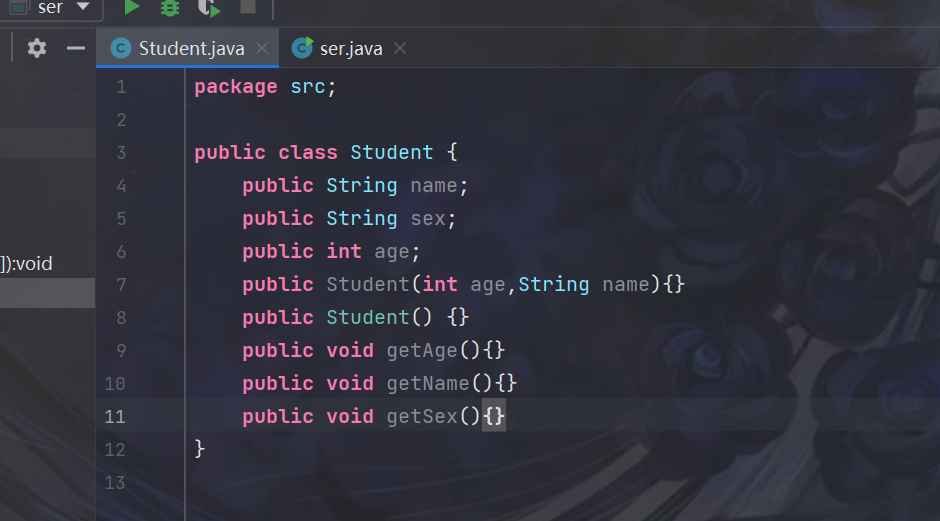 ser
Student.java
ser.java
]):void
1 package src;
2
3 public class Student {
4 public String name;
5 public String sex;
6 public int age;
7 public Student(int age,String name){}
8 public Student() {}
9 public void getAge(){}
10 public void getName(){}
11 public void getSex(){}
12 }
13